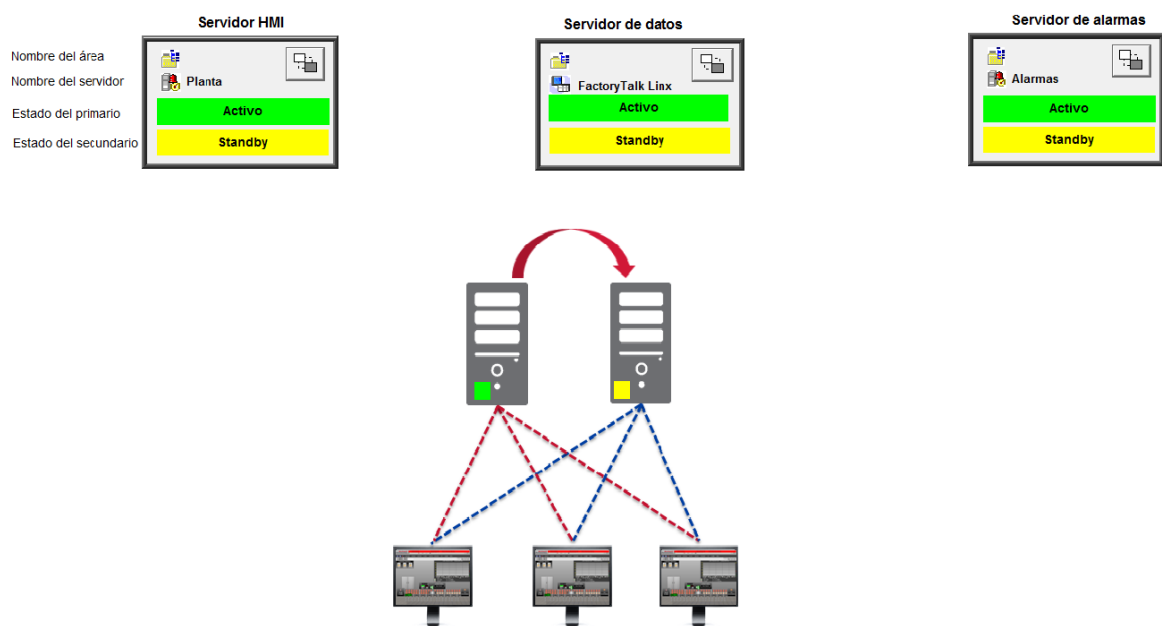 Servidor HMI
Servidor de datos
Servidor de alarmas
Nombre del área
Nombre del servidor
Planta
FactoryTalk Linx
Alarmas
Estado del primario
Activo
Activo
Activo
Estado del secundario
Standby
Standby
Standby